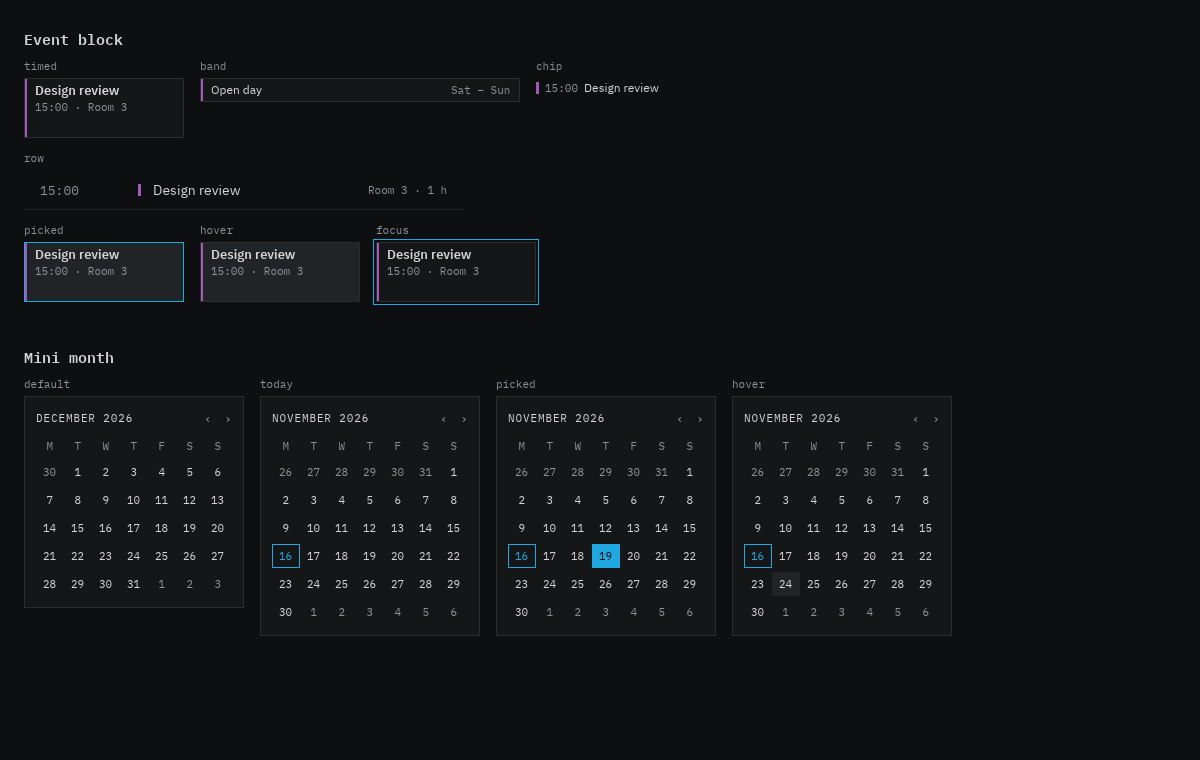 Event block
timed band chip
Design review
15:00 · Room 3
Open day Sat – Sun
15:00 Design review
row
15:00 Design review Room 3 · 1 h
picked hover focus
Design review Design review Design review
15:00 · Room 3 15:00 · Room 3 15:00 · Room 3
Mini month
default
DECEMBER 2026 ‹ ›
M T W T F S S
30 1 2 3 4 5 6
7 8 9 10 11 12 13
14 15 16 17 18 19 20
21 22 23 24 25 26 27
28 29 30 31 1 2 3
today
NOVEMBER 2026 ‹ ›
M T W T F S S
26 27 28 29 30 31 1
2 3 4 5 6 7 8
9 10 11 12 13 14 15
16 17 18 19 20 21 22
23 24 25 26 27 28 29
30 1 2 3 4 5 6
picked
NOVEMBER 2026 ‹ ›
M T W T F S S
26 27 28 29 30 31 1
2 3 4 5 6 7 8
9 10 11 12 13 14 15
16 17 18 19 20 21 22
23 24 25 26 27 28 29
30 1 2 3 4 5 6
hover
NOVEMBER 2026 ‹ ›
M T W T F S S
26 27 28 29 30 31 1
2 3 4 5 6 7 8
9 10 11 12 13 14 15
16 17 18 19 20 21 22
23 24 25 26 27 28 29
30 1 2 3 4 5 6